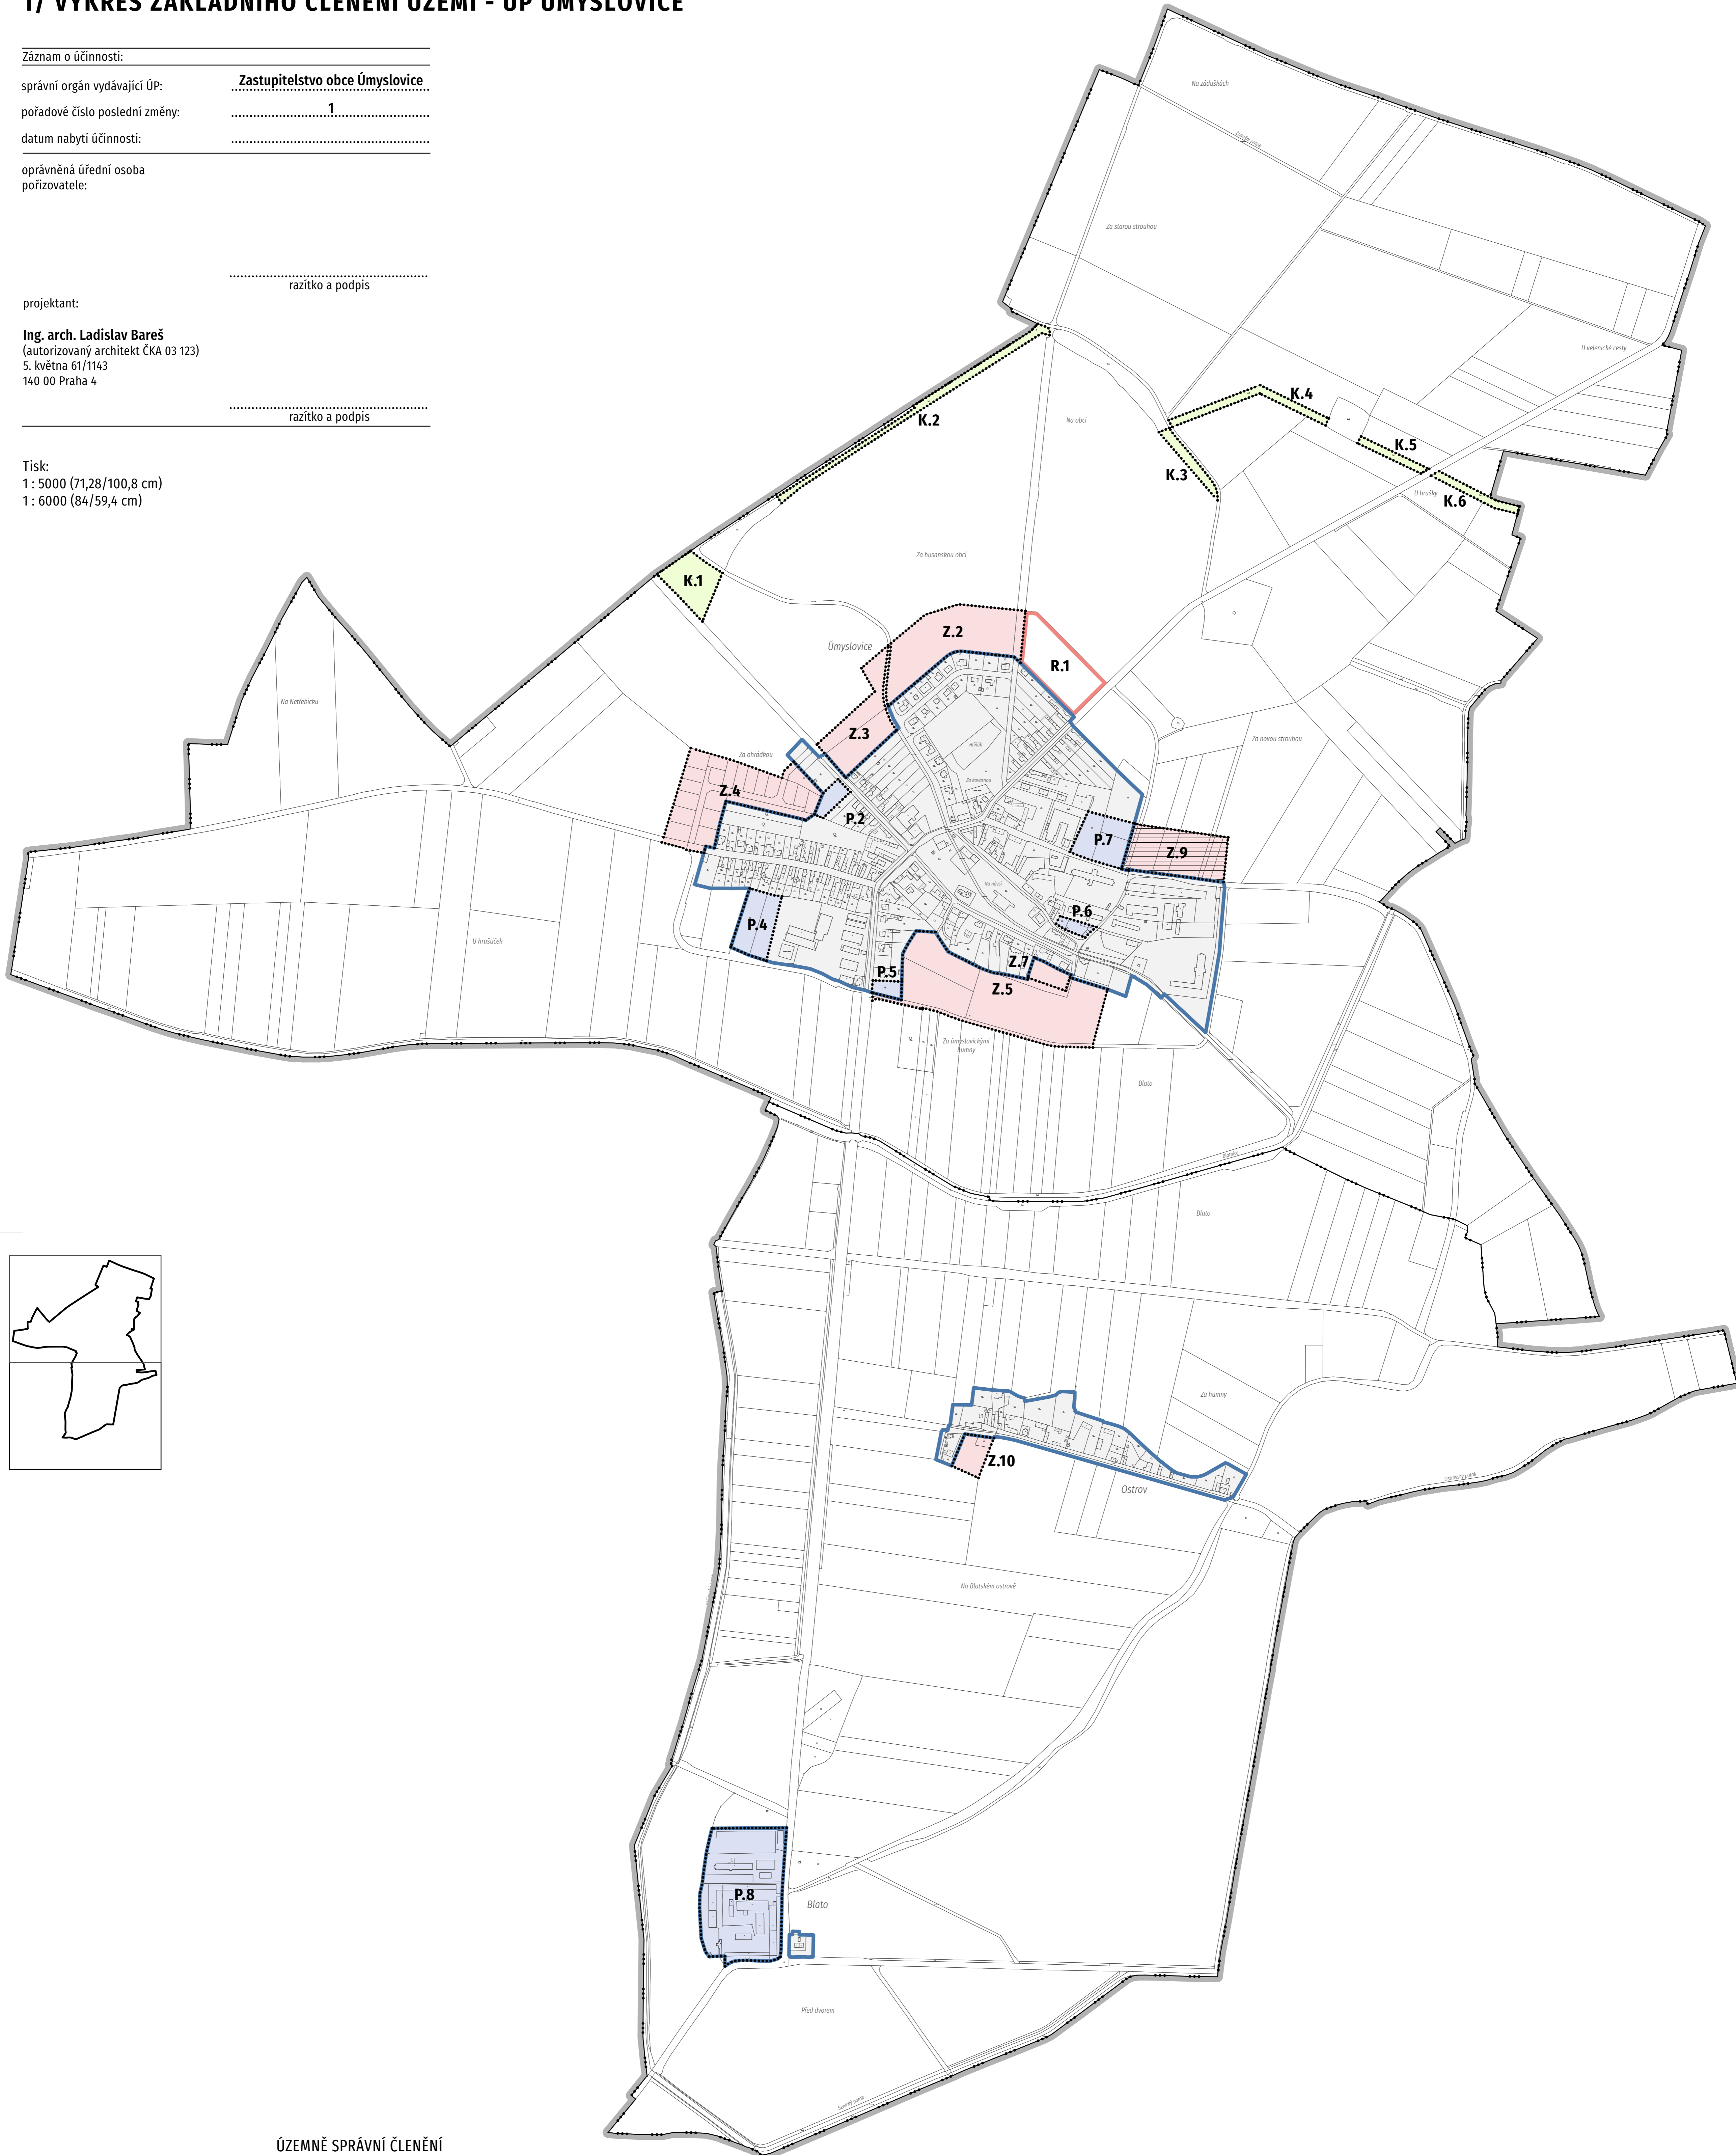 1/ VÝKRES ZÁKLADNÍHO ČLENĚNÍ ÚZEMÍ - ÚP ÚMYSLOVICE
Záznam o účinnosti:
správní orgán vydávající ÚP: Zastupitelstvo obce Úmyslovice
pořadové číslo poslední změny: 1
datum nabytí účinnosti:
oprávněná úřední osoba
pořizovatele:
razítko a podpis
projektant:
Ing. arch. Ladislav Bareš
(autorizovaný architekt ČKA 03 123)
5. května 61/1143
140 00 Praha 4
razítko a podpis
Tisk:
1 : 5000 (71,28/100,8 cm)
1 : 6000 (84/59,4 cm)
Na záduškách
Za starou strouhou
U velenické cesty
K.4
K.2
Na obci
K.5
K.3
U hrušky
K.6
Za husanskou obcí
K.1
Z.2
Úmyslovice
R.1
Na Netřebicku
Z.3
Za novou strouhou
Za ohrádkou
Z.4
P.2
P.7
Z.9
Na návsi
P.6
P.4
U hrušbiček
Z.7
P.5
Z.5
Za úmyslovickými
humny
Blato
Blato
Za humny
Z.10
Ostrov
Na Blatském ostrově
P.8
Blato
Před dvorem
ÚZEMNĚ SPRÁVNÍ ČLENĚNÍ